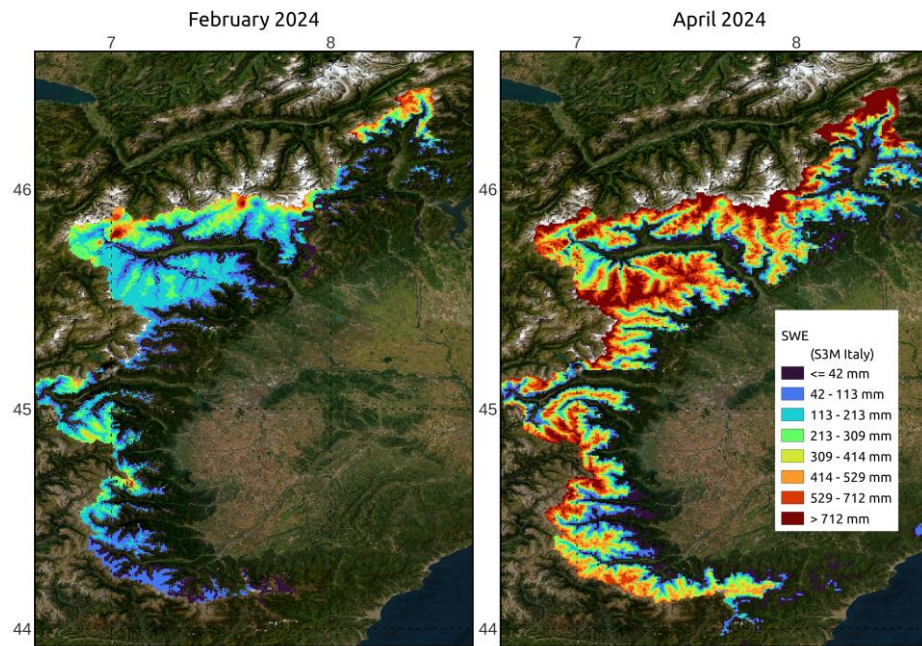 February 2024
April 2024
7
8
7
8
46
46
45
45
44
44
SWE
(S3M Italy)
<= 42 mm
42 - 113 mm
113 - 213 mm
213 - 309 mm
309 - 414 mm
414 - 529 mm
529 - 712 mm
> 712 mm